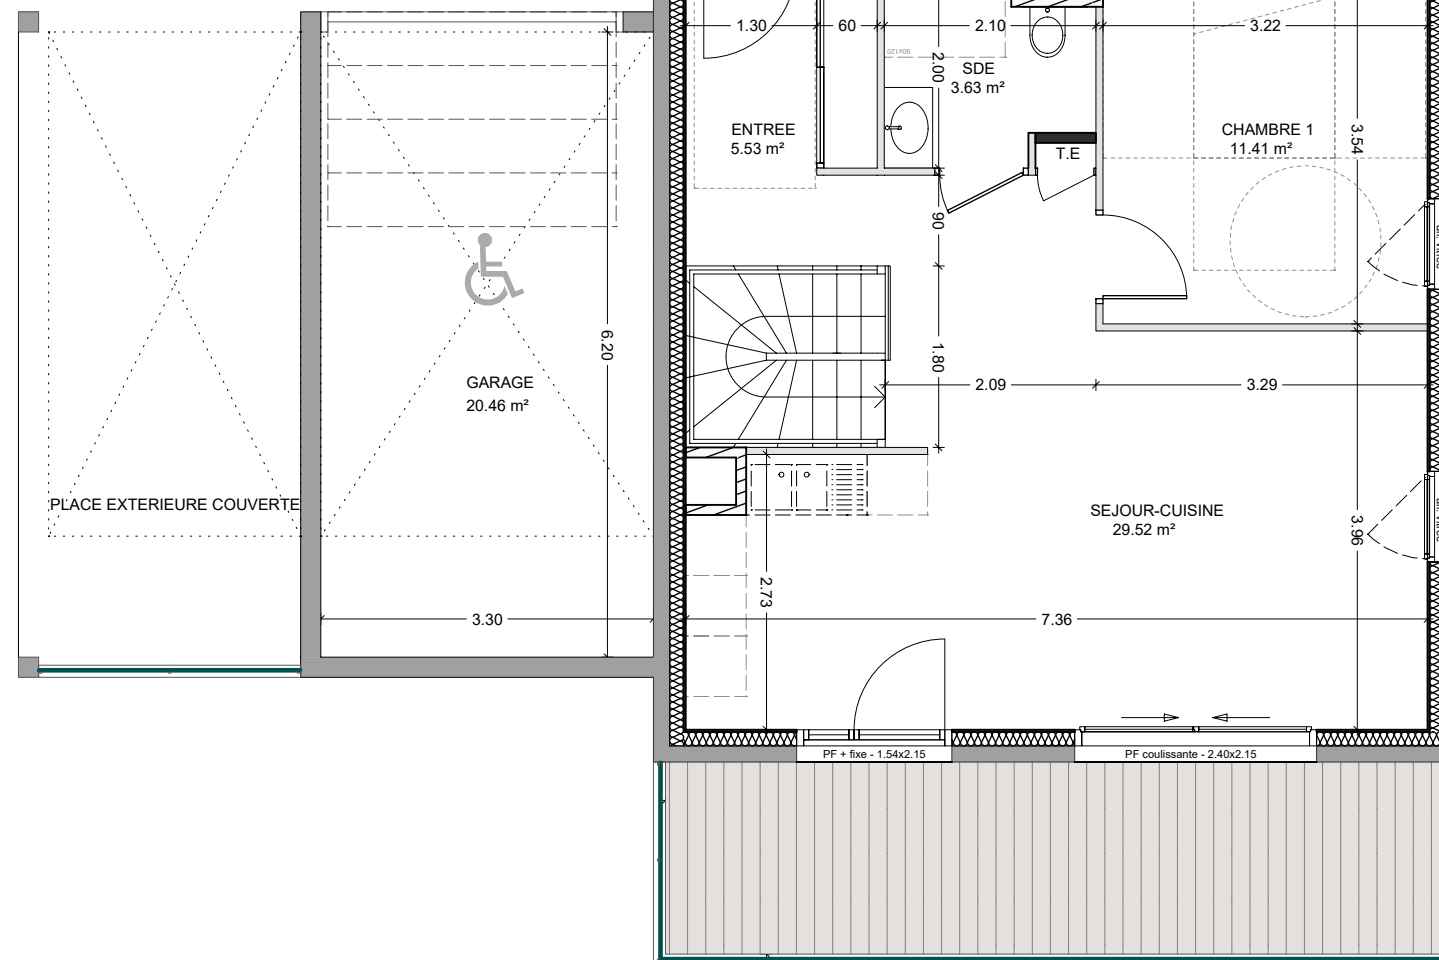 1.30
60
2.10
3.22
90x120
2.00
SDE
3.63 m²
ENTREE
5.53 m²
CHAMBRE 1
11.41 m²
3.54
T.E
90
6.20
1.80
GARAGE
20.46 m²
2.09
3.29
PLACE EXTERIEURE COUVERTE
SEJOUR-CUISINE
29.52 m²
3.96
2.73
3.30
7.36
PF + fixe - 1.54x2.15
PF coulissante - 2.40x2.15